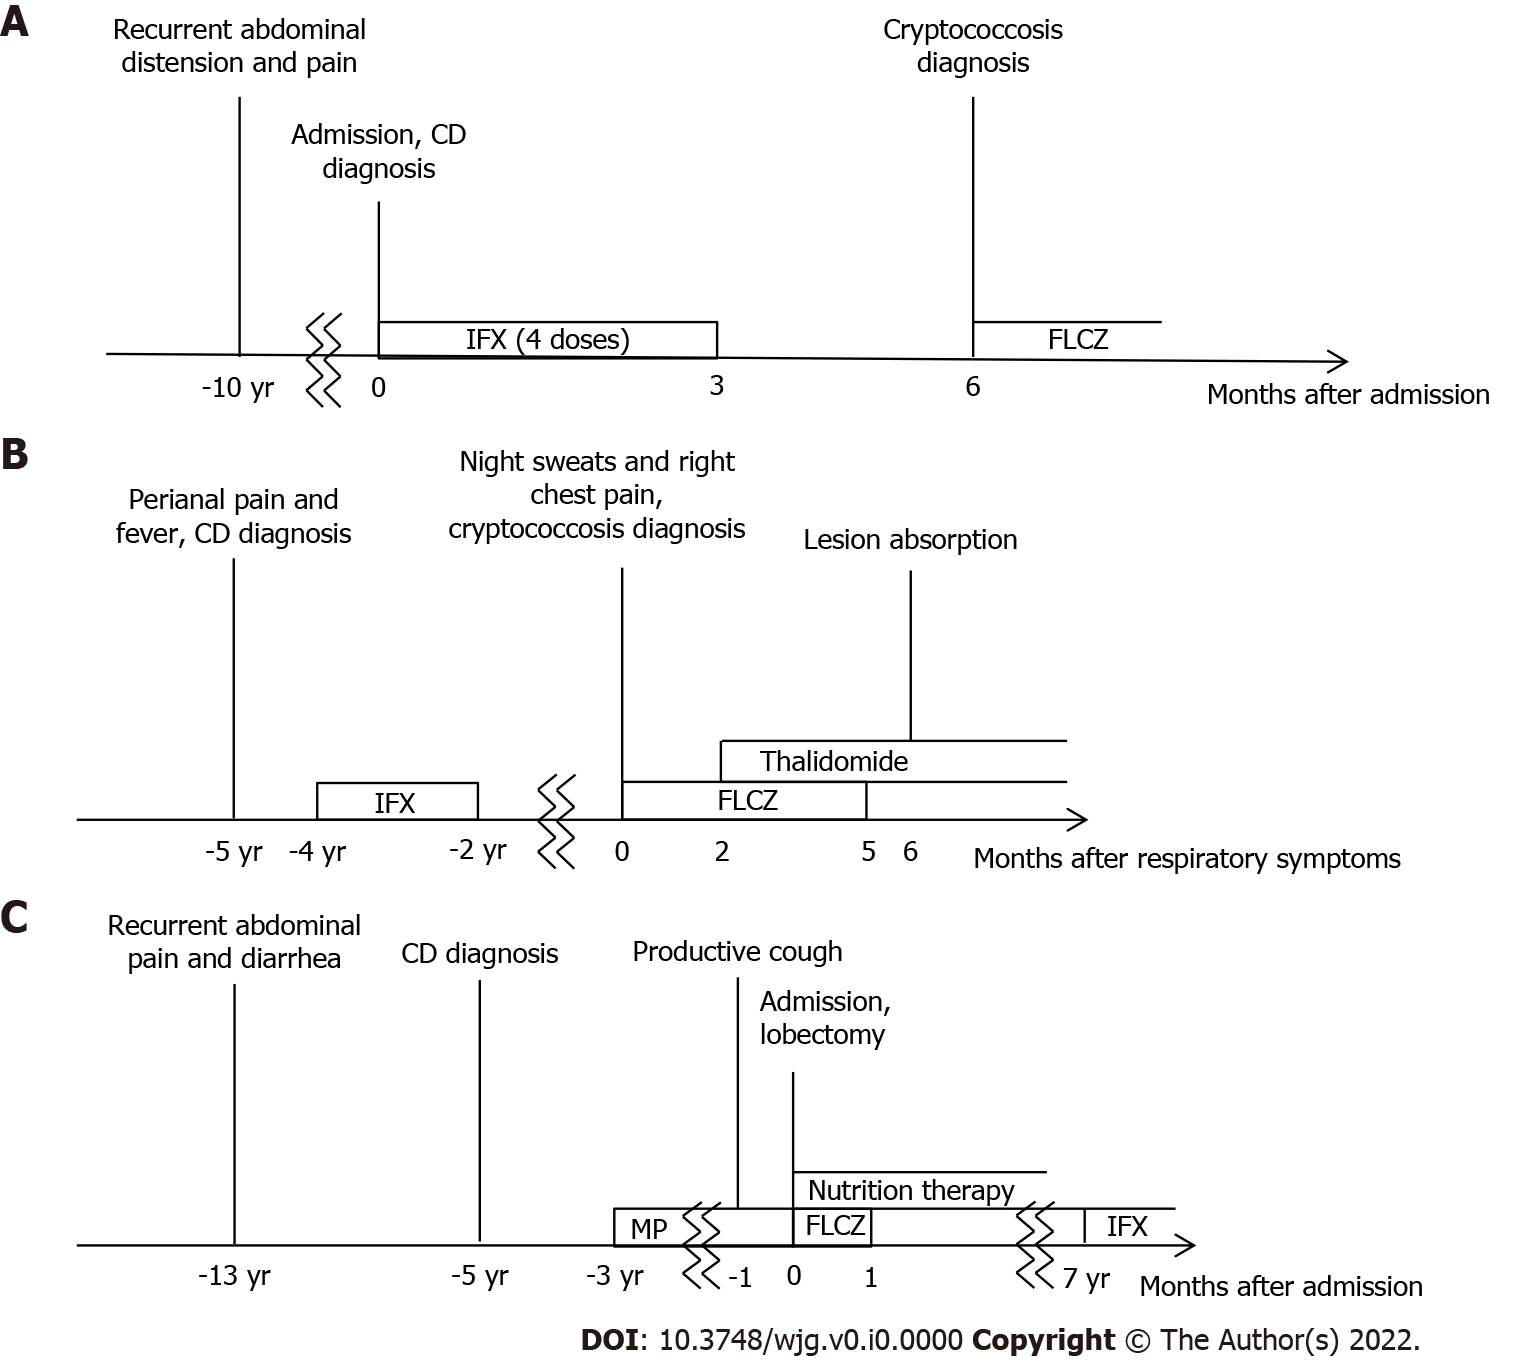 A
Recurrent abdominal
distension and pain
Cryptococcosis
diagnosis
Admission, CD
diagnosis
IFX (4 doses)
FLCZ
-10 yr
0
3
6
Months after admission
B
Night sweats and right
chest pain,
cryptococcosis diagnosis
Perianal pain and
fever, CD diagnosis
Lesion absorption
Thalidomide
IFX
FLCZ
-5 yr
-4 yr
-2 yr
0
2
5
6
Months after respiratory symptoms
C
Recurrent abdominal
pain and diarrhea
CD diagnosis
Productive cough
Admission,
lobectomy
Nutrition therapy
MP
FLCZ
IFX
-13 yr
-5 yr
-3 yr
-1
0
1
7 yr
Months after admission
DOI: 10.3748/wjg.v0.i0.0000 Copyright © The Author(s) 2022.